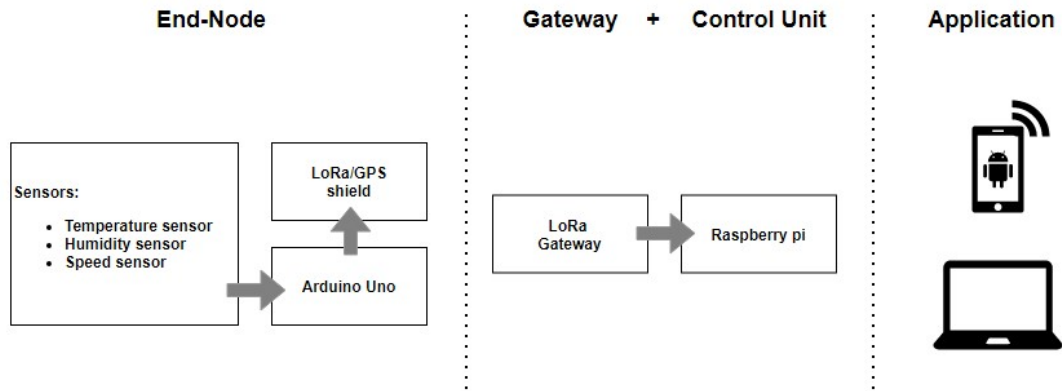 End-Node
Gateway + Control Unit
Application
Sensors:
• Temperature sensor
• Humidity sensor
• Speed sensor
LoRa/GPS
shield
Arduino Uno
LoRa
Gateway
Raspberry pi